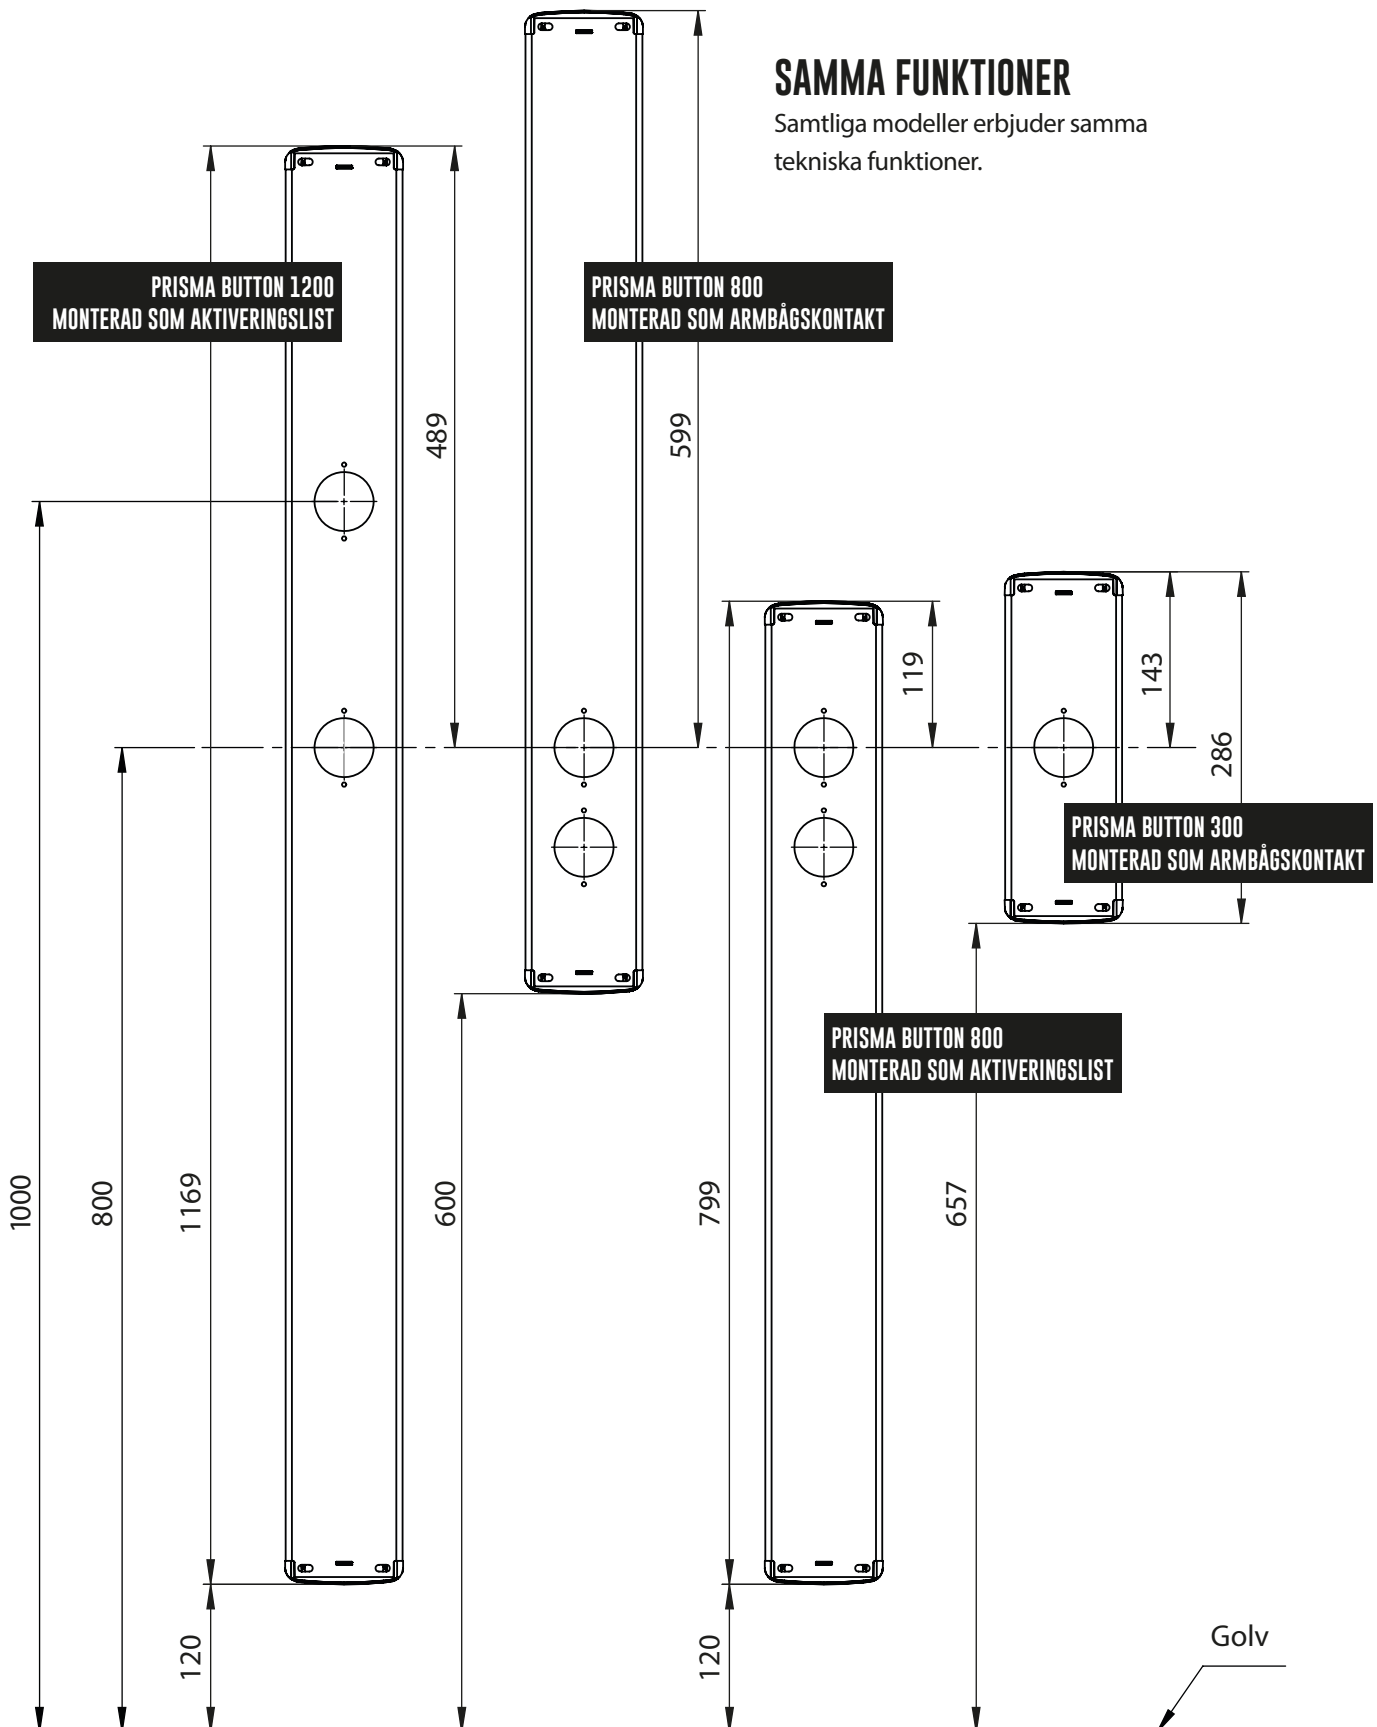 SAMMA FUNKTIONER
Samtliga modeller erbjuder samma
tekniska funktioner.
PRISMA BUTTON 1200
MONTERAD SOM AKTIVERINGSLIST
PRISMA BUTTON 800
MONTERAD SOM ARMBÅGSKONTAKT
489
599
119
143
286
PRISMA BUTTON 300
MONTERAD SOM ARMBÅGSKONTAKT
PRISMA BUTTON 800
MONTERAD SOM AKTIVERINGSLIST
1000
800
1169
600
799
657
120
120
Golv